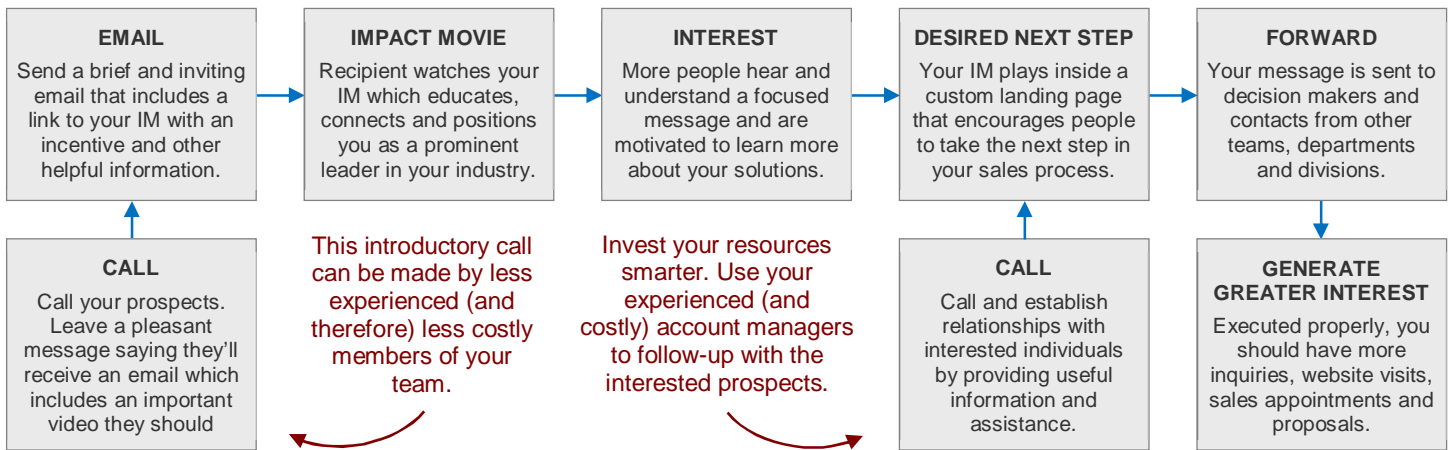 EMAIL
Send a brief and inviting
email that includes a
link to your IM with an
incentive and other
helpful information.
IMPACT MOVIE
Recipient watches your
IM which educates,
connects and positions
you as a prominent
leader in your industry.
INTEREST
More people hear and
understand a focused
message and are
motivated to learn more
about your solutions.
DESIRED NEXT STEP
Your IM plays inside a
custom landing page
that encourages people
to take the next step in
your sales process.
FORWARD
Your message is sent to
decision makers and
contacts from other
teams, departments
and divisions.
CALL
Call your prospects.
Leave a pleasant
message saying they’ll
receive an email which
includes an important
video they should
This introductory call
can be made by less
experienced (and
therefore) less costly
members of your
team.
Invest your resources
smarter. Use your
experienced (and
costly) account managers
to follow-up with the
interested prospects.
CALL
Call and establish
relationships with
interested individuals
by providing useful
information and
assistance.
GENERATE
GREATER INTEREST
Executed properly, you
should have more
inquiries, website visits,
sales appointments and
proposals.